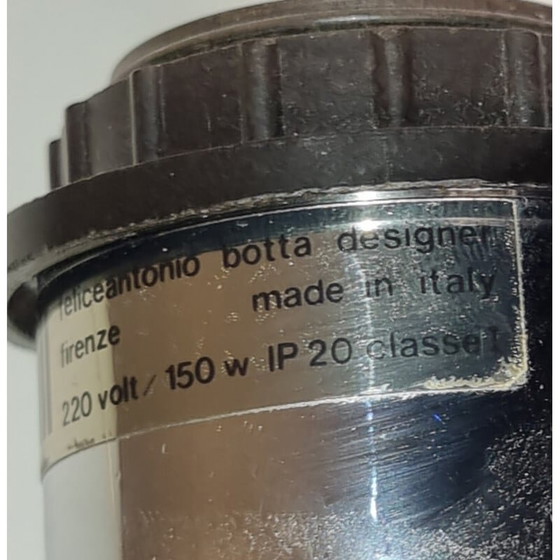 feliceantonio botta designer
firenze made in italy
220 volt / 150 w IP 20 classe I